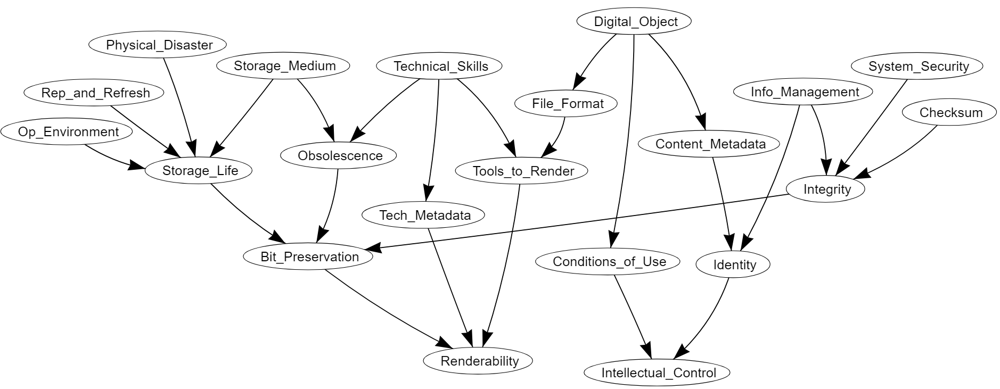 Digital_Object
Physical_Disaster
Storage_Medium
Technical_Skills
System_Security
Rep_and_Refresh
Info_Management
File_Format
Checksum
Op_Environment
Content_Metadata
Obsolescence
Storage_Life
Tools_to_Render
Integrity
Tech_Metadata
Bit_Preservation
Conditions_of_Use
Identity
Renderability
Intellectual_Control